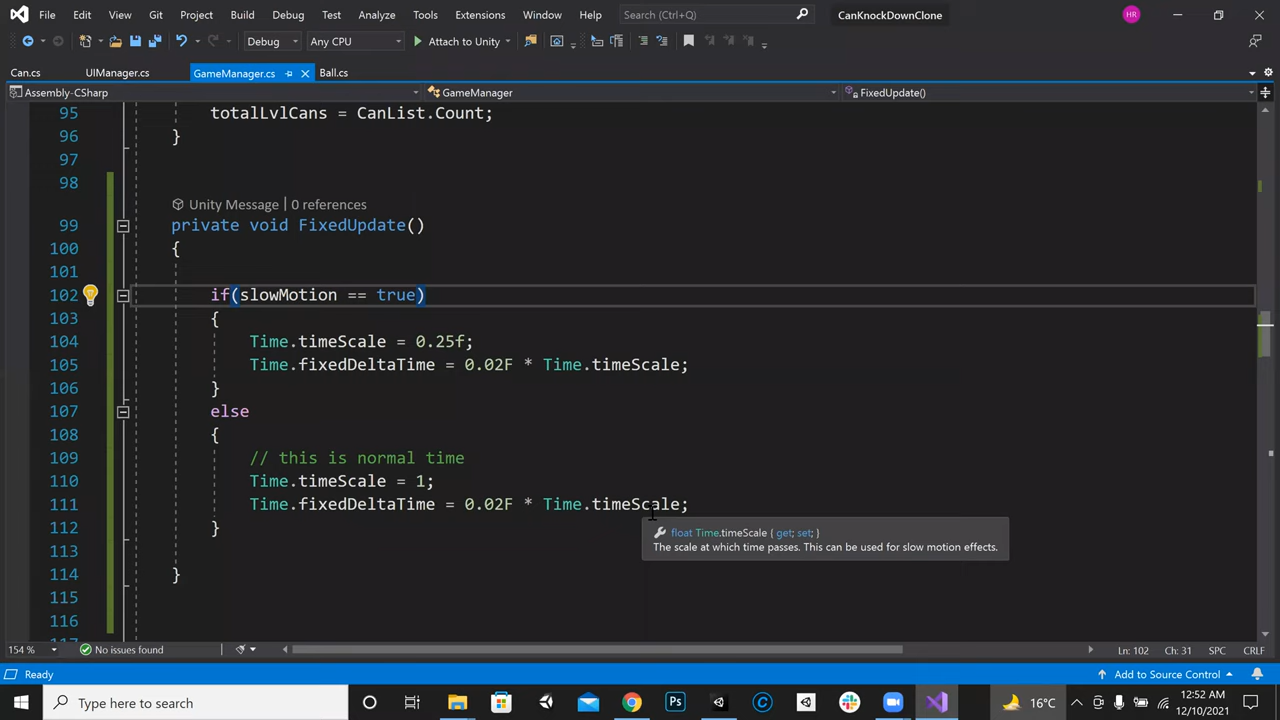 File Edit View Git Project Build Debug Test Analyze Tools Extensions Window Help Search (Ctrl+Q) CanKnockDownClone HR
Debug Any CPU Attach to Unity
Can.cs UIManager.cs GameManager.cs Ball.cs
Assembly-CSharp GameManager FixedUpdate()
95 totalLvlCans = CanList.Count;
96 }
97
98
Unity Message | 0 references
99 private void FixedUpdate()
100 {
101
102 if(slowMotion == true)
103 {
104 Time.timeScale = 0.25f;
105 Time.fixedDeltaTime = 0.02F * Time.timeScale;
106 }
107 else
108 {
109 // this is normal time
110 Time.timeScale = 1;
111 Time.fixedDeltaTime = 0.02F * Time.timeScale;
112 }
float Time.timeScale { get; set; }
The scale at which time passes. This can be used for slow motion effects.
113
114 }
115
116
117
154 % No issues found Ln: 102 Ch: 31 SPC CRLF
Ready Add to Source Control
Type here to search Ps 16°C 12:52 AM
12/10/2021